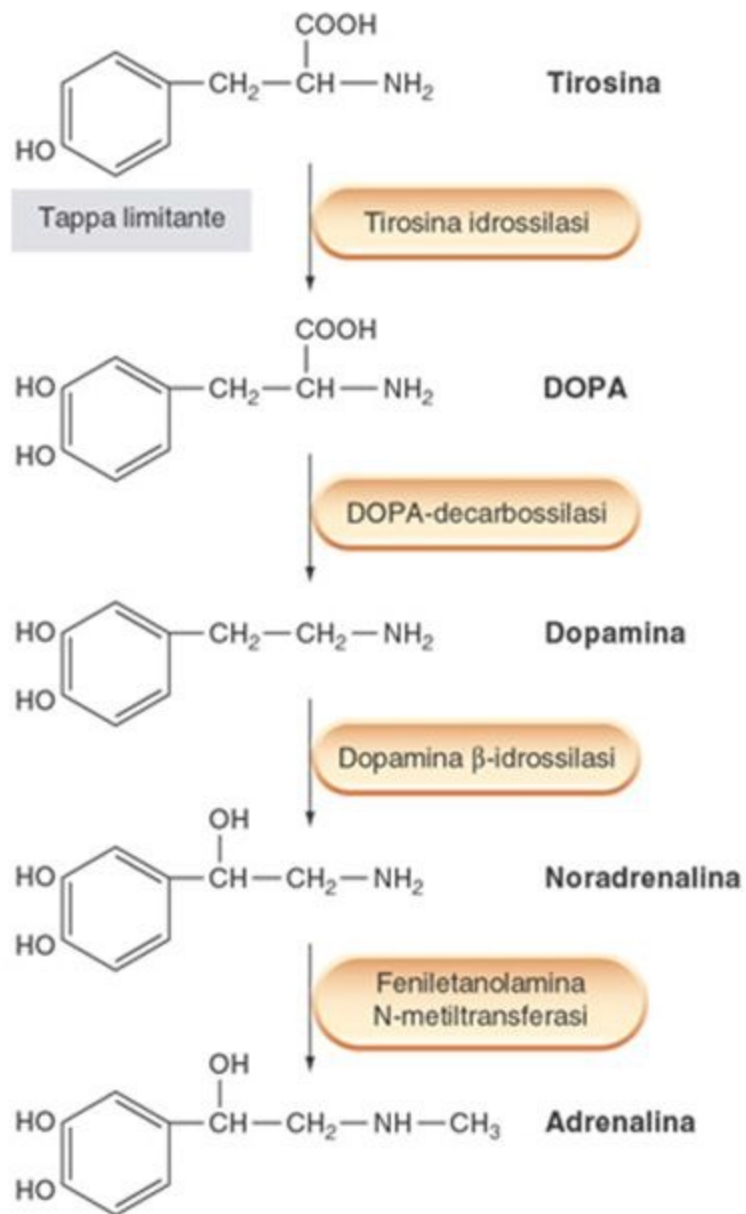 COOH
CH₂—CH—NH₂ Tirosina
HO
Tappa limitante Tirosina idrossilasi
COOH
HO CH₂—CH—NH₂ DOPA
HO
DOPA-decarbossilasi
HO CH₂—CH₂—NH₂ Dopamina
HO
Dopamina β-idrossilasi
OH
HO CH—CH₂—NH₂ Noradrenalina
HO
Feniletanolamina
N-metiltransferasi
OH
HO CH—CH₂—NH—CH₃ Adrenalina
HO